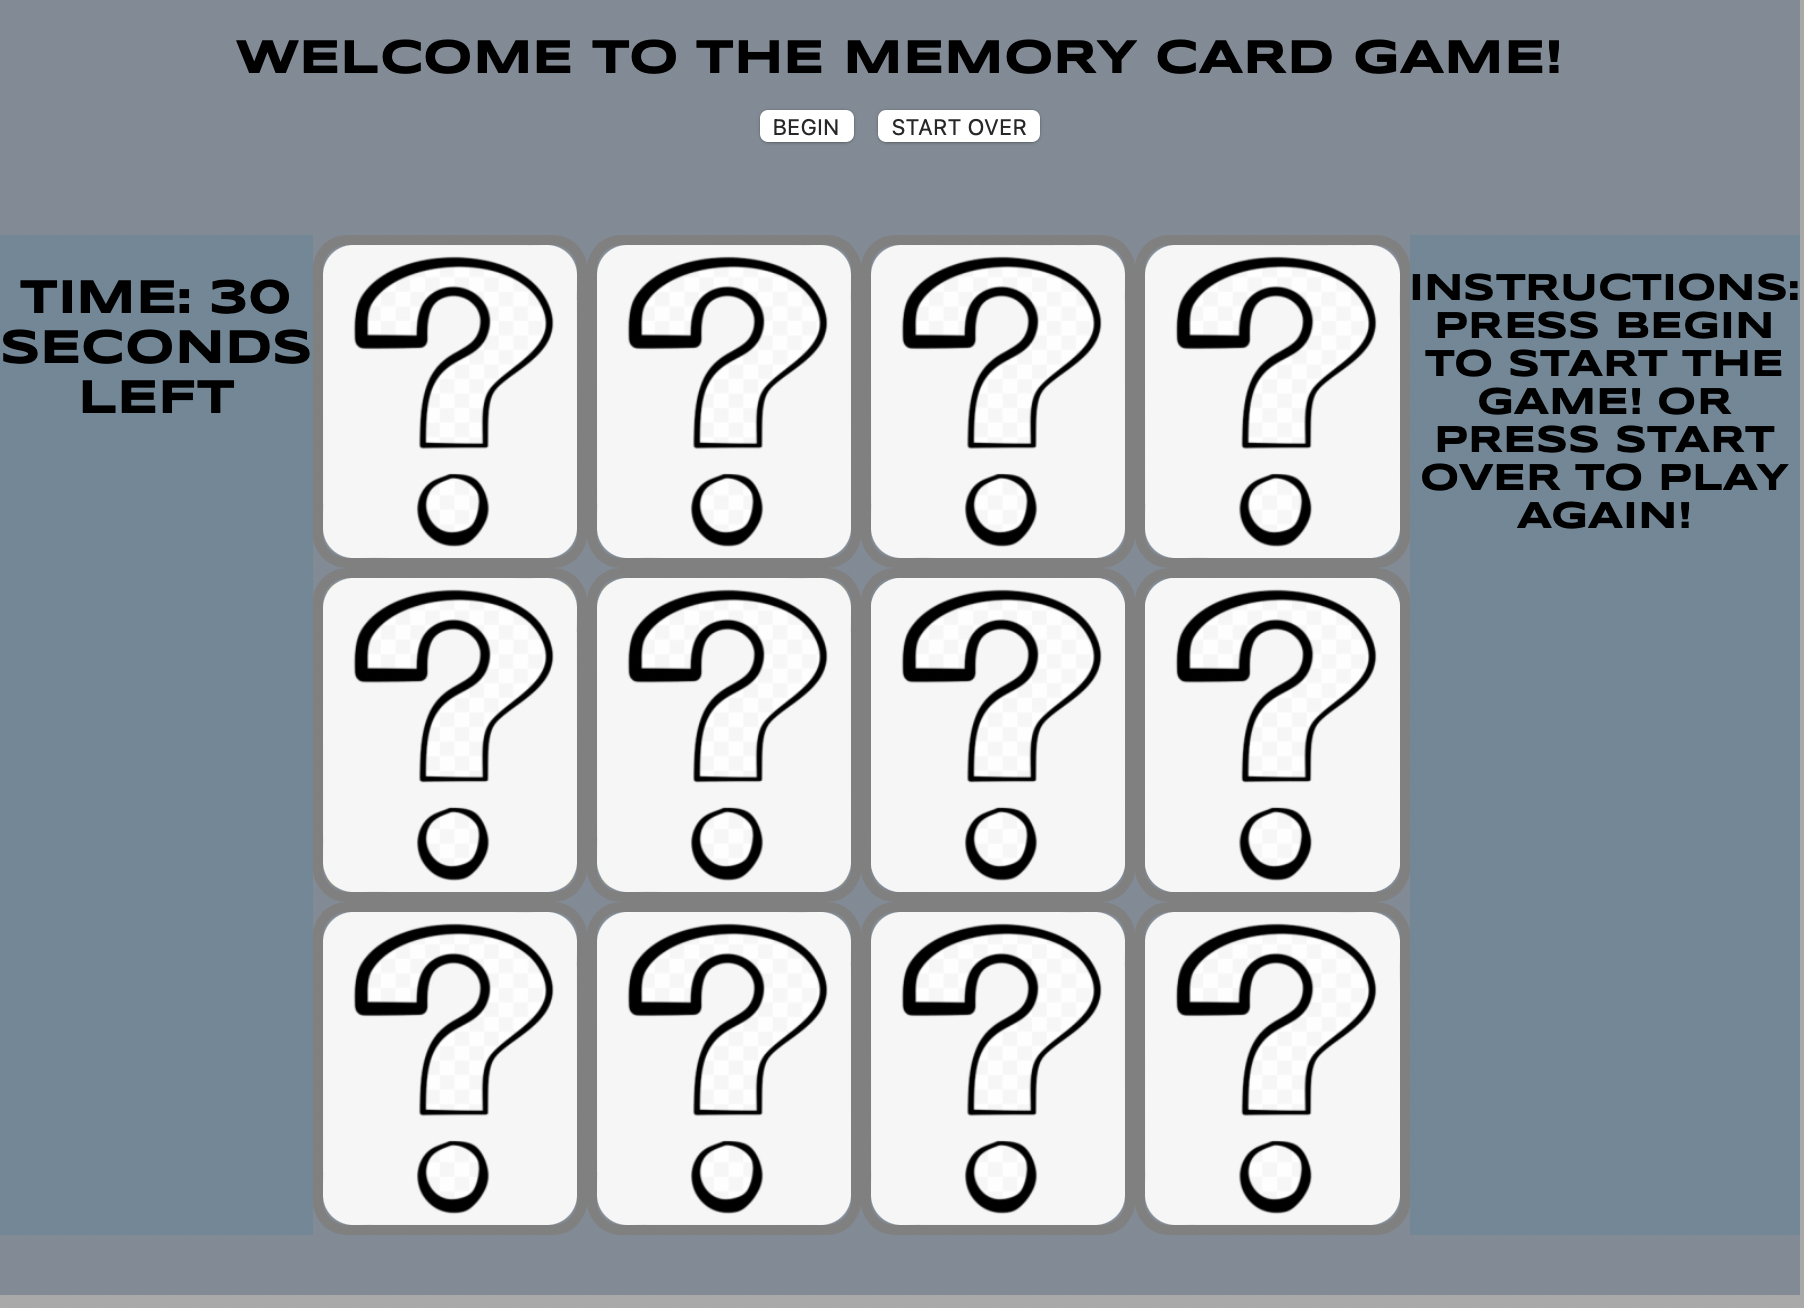 WELCOME TO THE MEMORY CARD GAME!
BEGIN
START OVER
TIME: 30
SECONDS
LEFT
?
?
?
?
?
?
?
?
?
?
?
?
INSTRUCTIONS:
PRESS BEGIN
TO START THE
GAME! OR
PRESS START
OVER TO PLAY
AGAIN!